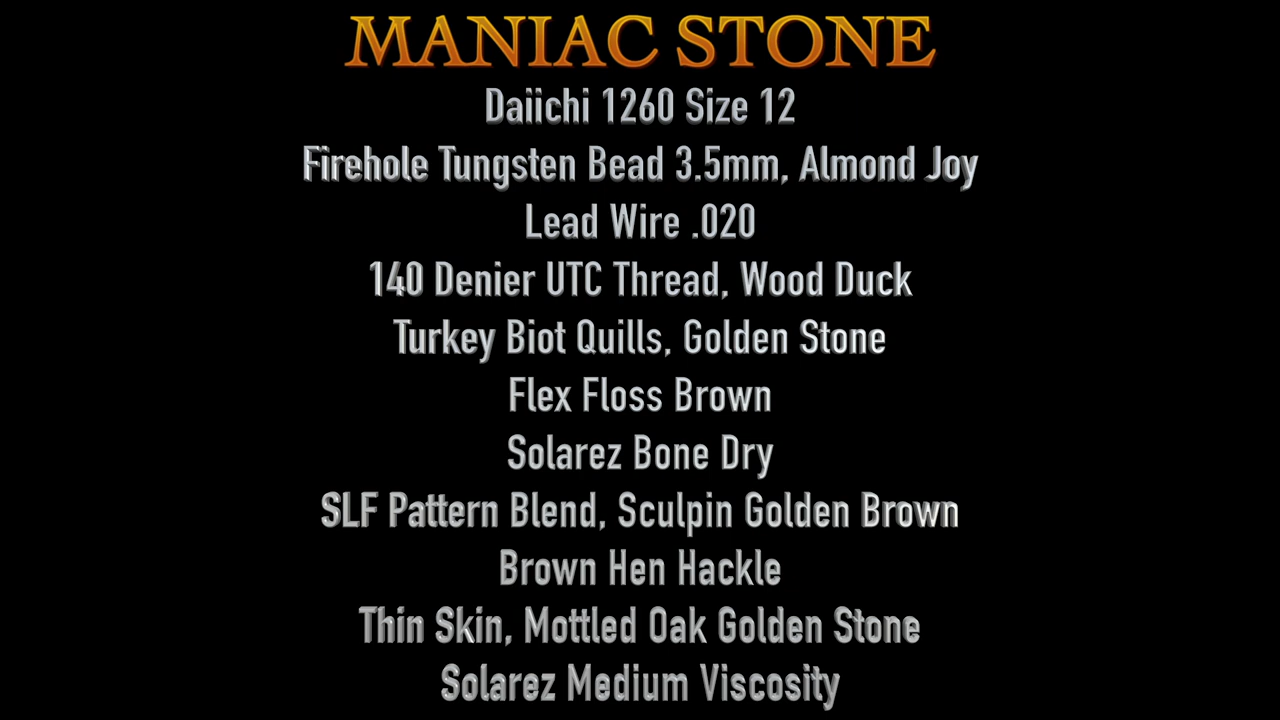 MANIAC STONE
Daiichi 1260 Size 12
Firehole Tungsten Bead 3.5mm, Almond Joy
Lead Wire .020
140 Denier UTC Thread, Wood Duck
Turkey Biot Quills, Golden Stone
Flex Floss Brown
Solarez Bone Dry
SLF Pattern Blend, Sculpin Golden Brown
Brown Hen Hackle
Thin Skin, Mottled Oak Golden Stone
Solarez Medium Viscosity